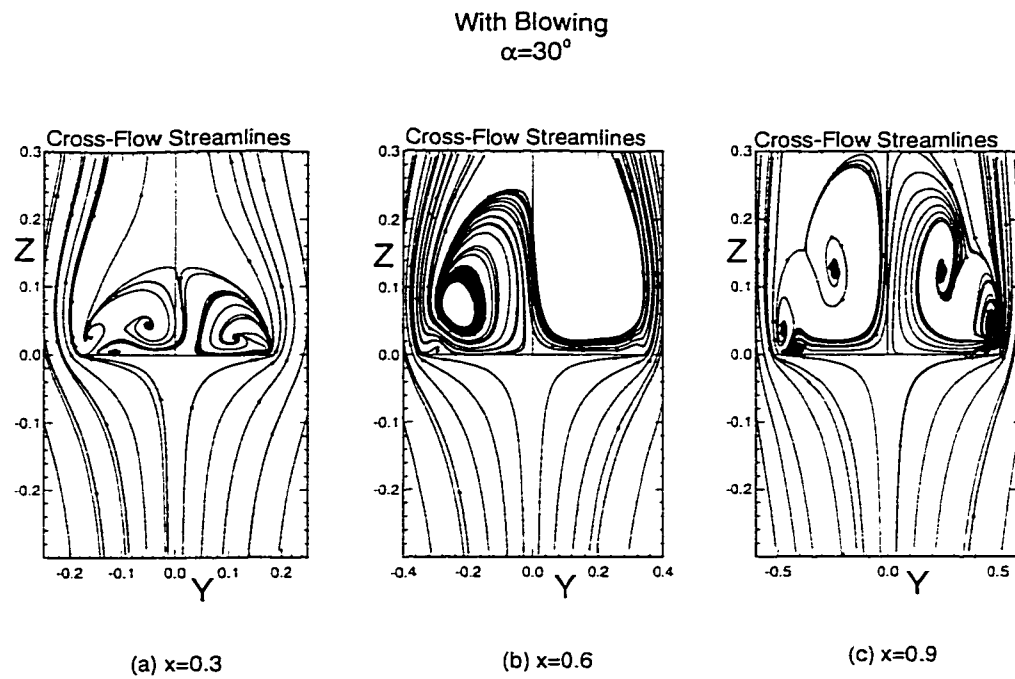 With Blowing
α=30°
Cross-Flow Streamlines Cross-Flow Streamlines Cross-Flow Streamlines
0.3 0.3 0.3
0.2 0.2 0.2
Z Z Z
0.1 0.1 0.1
0.0 0.0 0.0
-0.1 -0.1 -0.1
-0.2 -0.2 -0.2
-0.2 -0.1 0.0 0.1 0.2 -0.4 -0.2 0.0 0.2 0.4 -0.5 0.0 0.5
Y Y Y
(a) x=0.3 (b) x=0.6 (c) x=0.9